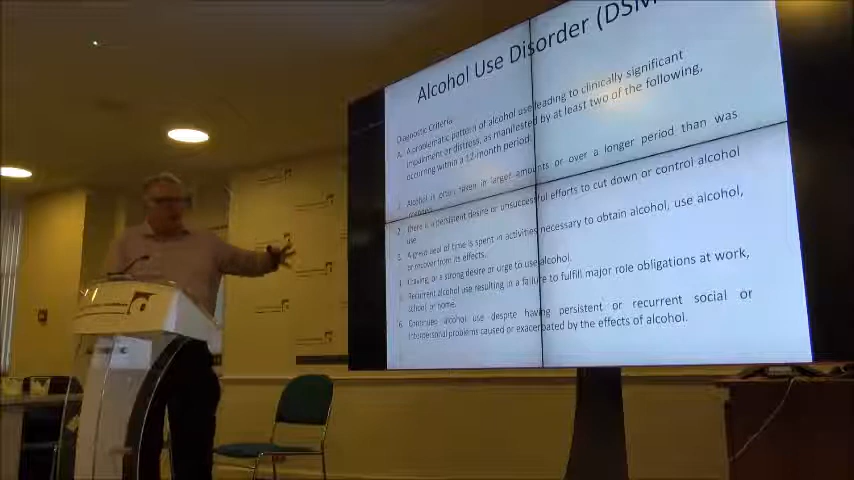 Alcohol Use Disorder (DSM
Diagnostic Criteria
A. A problematic pattern of alcohol use leading to clinically significant
impairment or distress, as manifested by at least two of the following,
occurring within a 12-month period
1. Alcohol is often taken in larger amounts or over a longer period than was
2. There is a persistent desire or unsuccessful efforts to cut down or control alcohol
use
3. A great deal of time is spent in activities necessary to obtain alcohol, use alcohol,
or recover from its effects.
4. Craving, or a strong desire or urge to use alcohol.
5. Recurrent alcohol use resulting in a failure to fulfill major role obligations at work,
school or home.
6. Continued alcohol use despite having persistent or recurrent social or
interpersonal problems caused or exacerbated by the effects of alcohol.